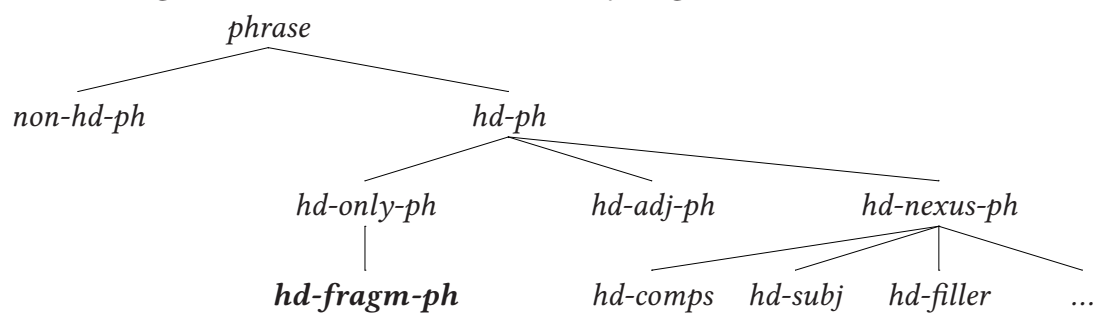 phrase
non-hd-ph hd-ph
hd-only-ph hd-adj-ph hd-nexus-ph
hd-fragm-ph hd-comps hd-subj hd-filler ...